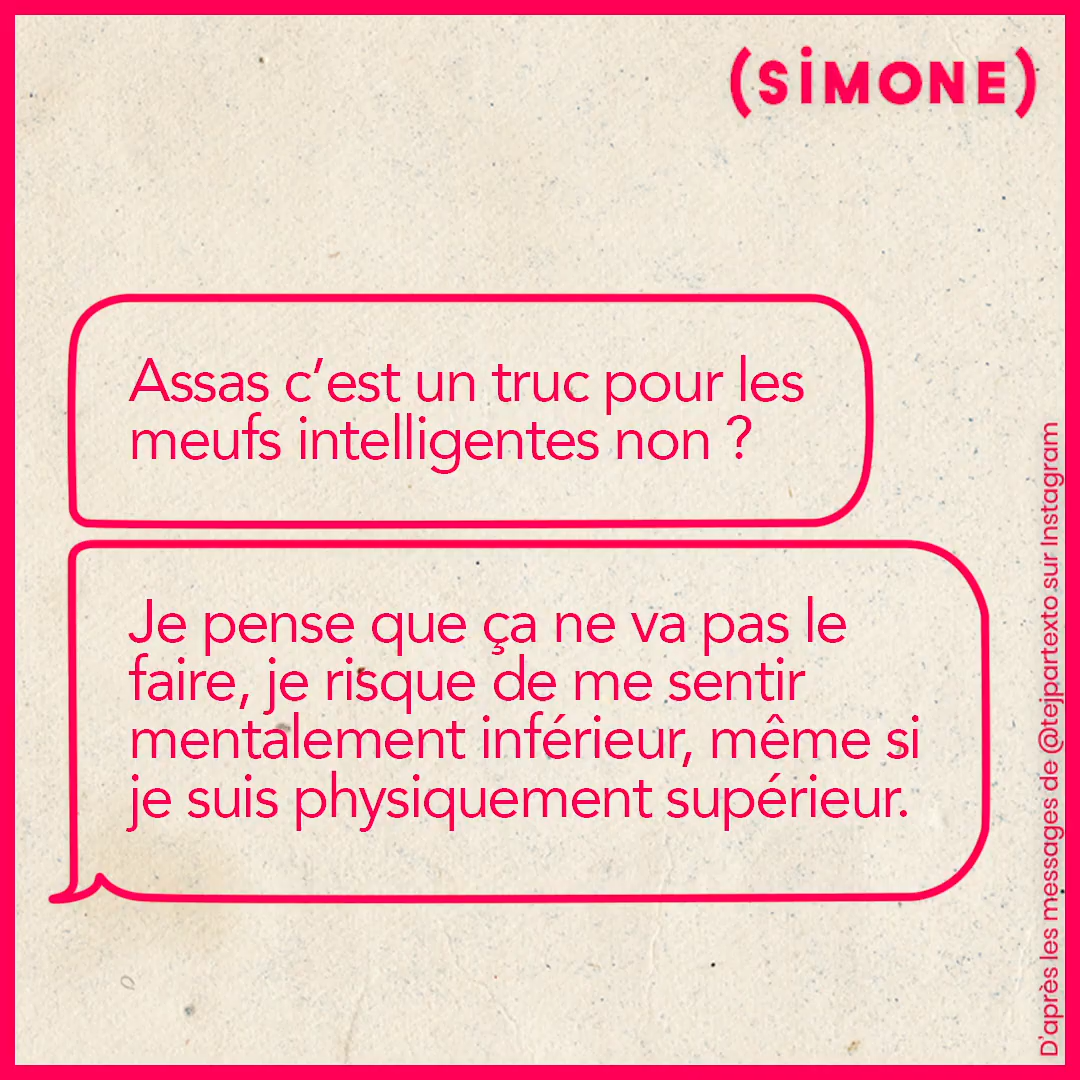 (SiMONE)
Assas c’est un truc pour les
meufs intelligentes non ?
Je pense que ça ne va pas le
faire, je risque de me sentir
mentalement inférieur, même si
je suis physiquement supérieur.
D’après les messages de @tejpartexto sur Instagram